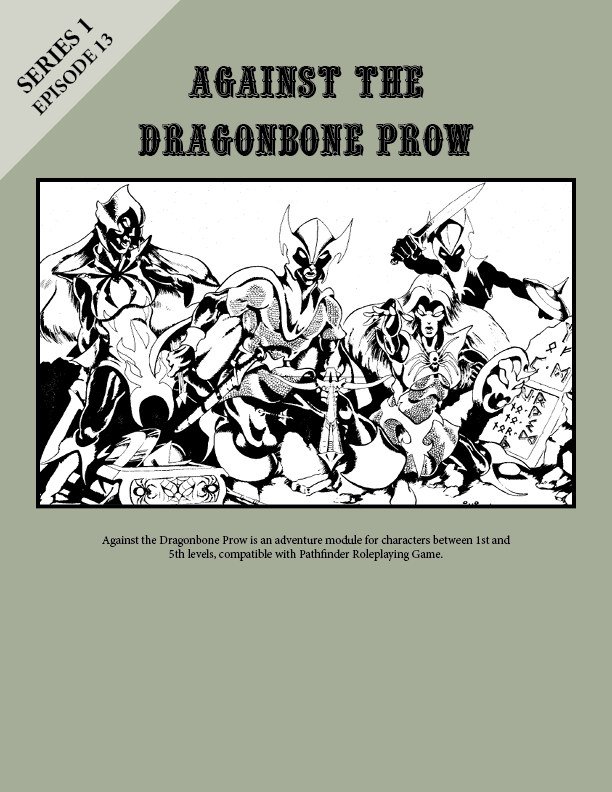 SERIES 1
EPISODE 13
AGAINST THE
DRAGONBONE PROW
Against the Dragonbone Prow is an adventure module for characters between 1st and
5th levels, compatible with Pathfinder Roleplaying Game.